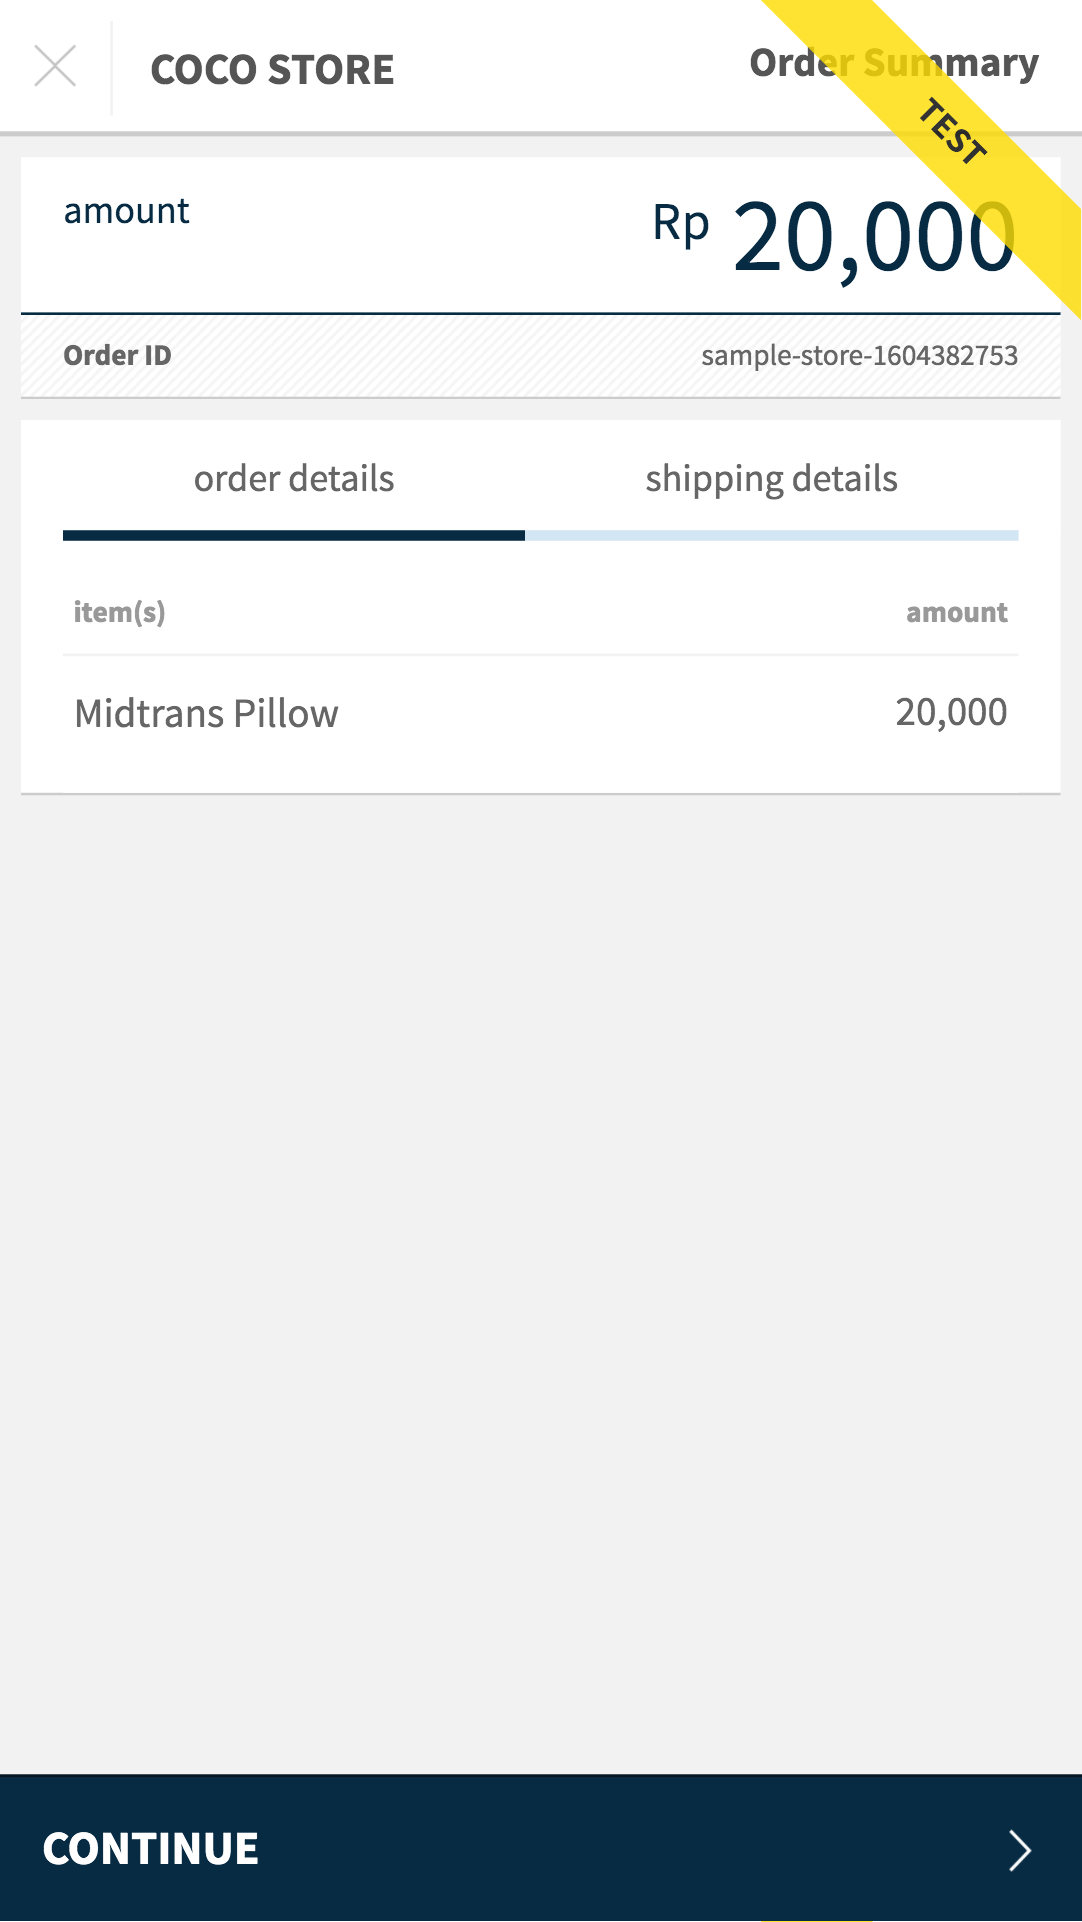 COCO STORE
Order Summary
TEST
amount
Rp 20,000
Order ID
sample-store-1604382753
order details
shipping details
item(s)
amount
Midtrans Pillow
20,000
CONTINUE